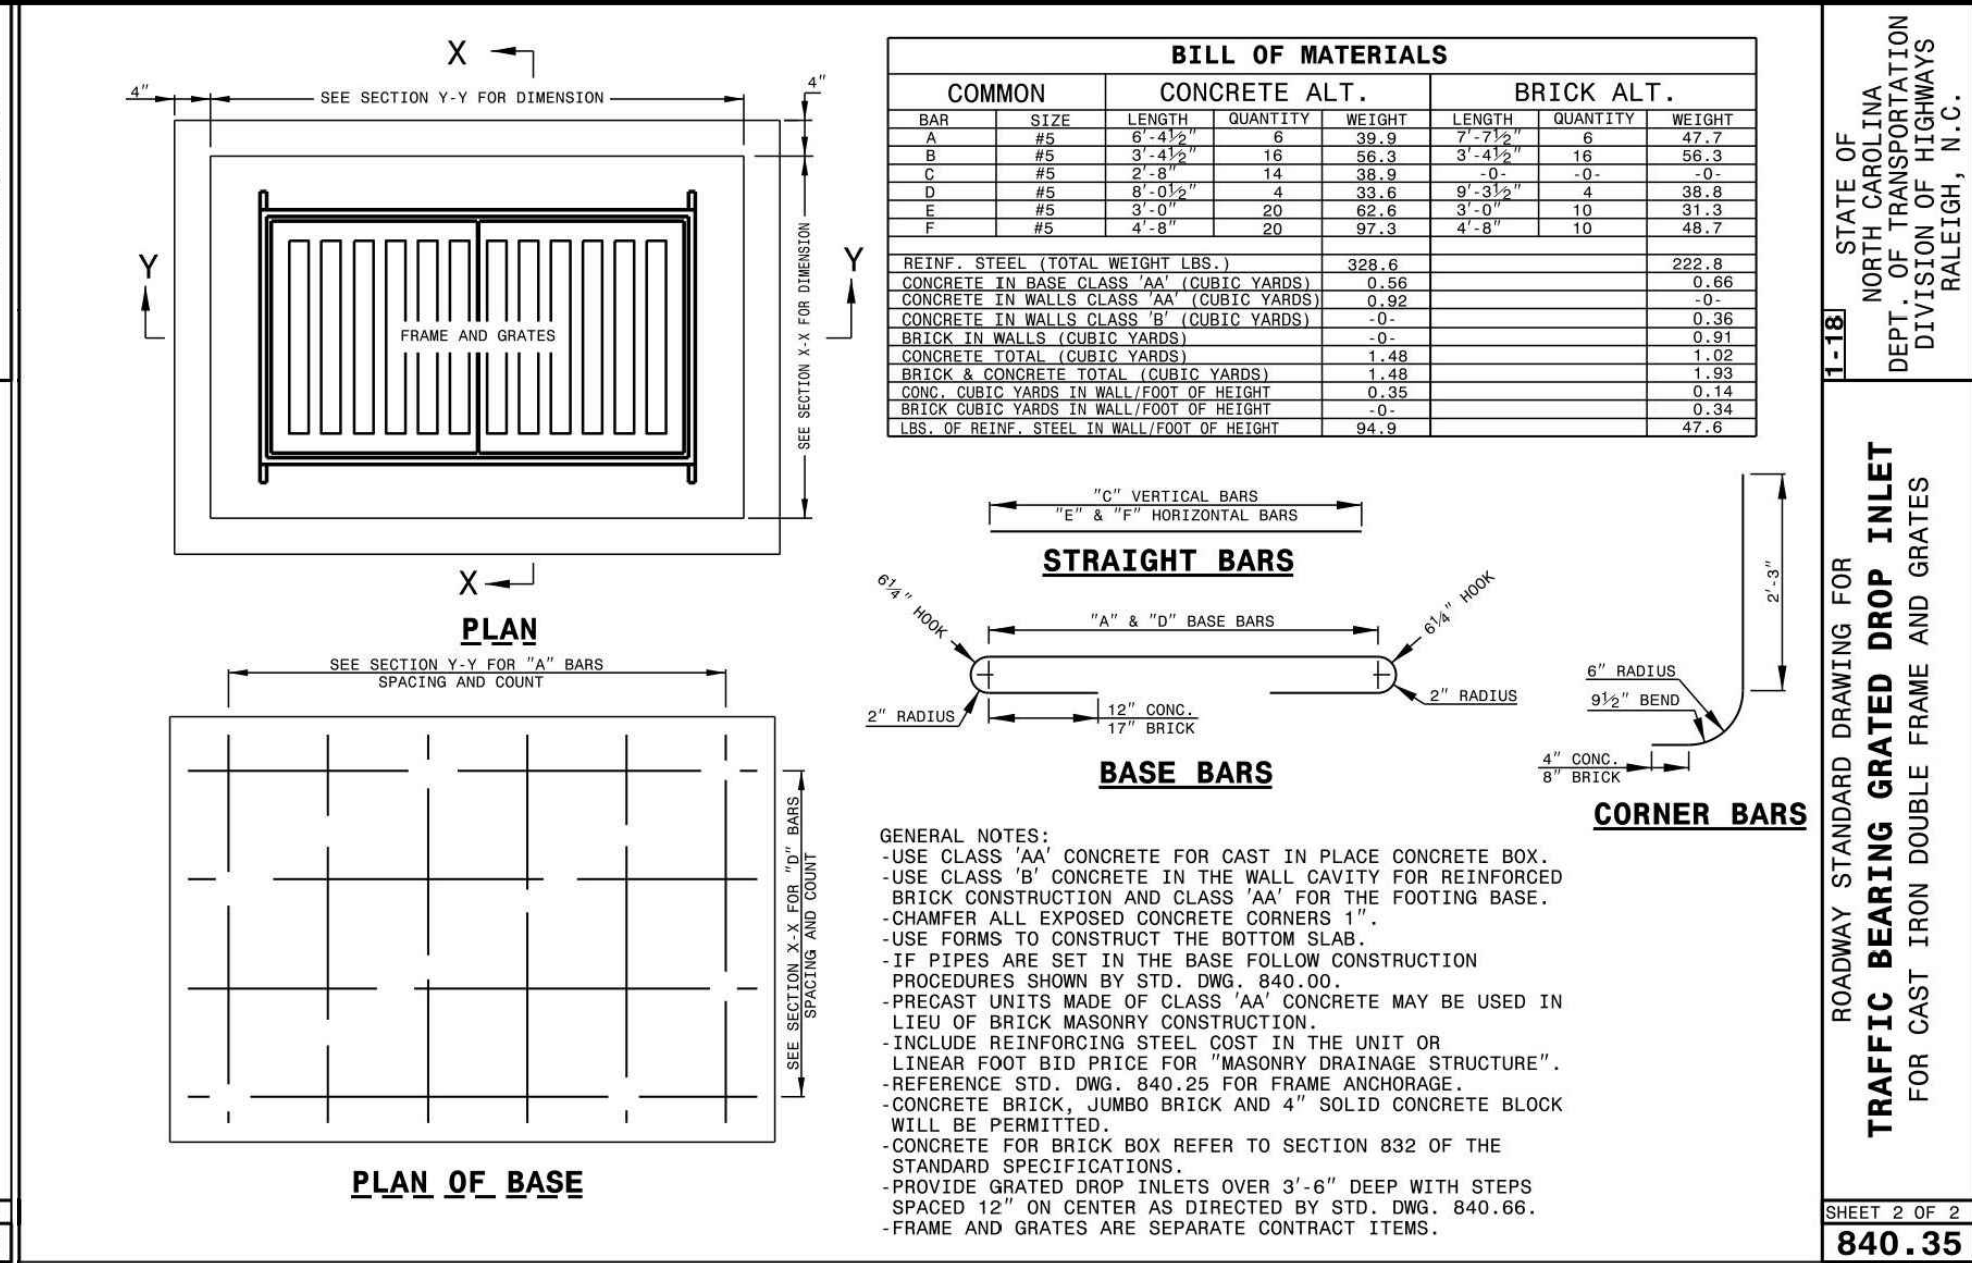 X
4"
SEE SECTION Y-Y FOR DIMENSION
4"
Y
Y
SEE SECTION X-X FOR DIMENSION
FRAME AND GRATES
X
PLAN
SEE SECTION Y-Y FOR "A" BARS
SPACING AND COUNT
SEE SECTION X-X FOR "D" BARS
SPACING AND COUNT
PLAN OF BASE
BILL OF MATERIALS
COMMON CONCRETE ALT. BRICK ALT.
BAR SIZE LENGTH QUANTITY WEIGHT LENGTH QUANTITY WEIGHT
A #5 6'-4½" 6 39.9 7'-7½" 6 47.7
B #5 3'-4½" 16 56.3 3'-4½" 16 56.3
C #5 2'-8" 14 38.9 -0- -0- -0-
D #5 8'-0½" 4 33.6 9'-3½" 4 38.8
E #5 3'-0" 20 62.6 3'-0" 10 31.3
F #5 4'-8" 20 97.3 4'-8" 10 48.7
REINF. STEEL (TOTAL WEIGHT LBS.) 328.6 222.8
CONCRETE IN BASE CLASS 'AA' (CUBIC YARDS) 0.56 0.66
CONCRETE IN WALLS CLASS 'AA' (CUBIC YARDS) 0.92 -0-
CONCRETE IN WALLS CLASS 'B' (CUBIC YARDS) -0- 0.36
BRICK IN WALLS (CUBIC YARDS) -0- 0.91
CONCRETE TOTAL (CUBIC YARDS) 1.48 1.02
BRICK & CONCRETE TOTAL (CUBIC YARDS) 1.48 1.93
CONC. CUBIC YARDS IN WALL/FOOT OF HEIGHT 0.35 0.14
BRICK CUBIC YARDS IN WALL/FOOT OF HEIGHT -0- 0.34
LBS. OF REINF. STEEL IN WALL/FOOT OF HEIGHT 94.9 47.6
"C" VERTICAL BARS
"E" & "F" HORIZONTAL BARS
STRAIGHT BARS
6¼" HOOK
"A" & "D" BASE BARS
6¼" HOOK
2" RADIUS
12" CONC.
17" BRICK
2" RADIUS
BASE BARS
2'-3"
6" RADIUS
9½" BEND
4" CONC.
8" BRICK
CORNER BARS
GENERAL NOTES:
-USE CLASS 'AA' CONCRETE FOR CAST IN PLACE CONCRETE BOX.
-USE CLASS 'B' CONCRETE IN THE WALL CAVITY FOR REINFORCED
BRICK CONSTRUCTION AND CLASS 'AA' FOR THE FOOTING BASE.
-CHAMFER ALL EXPOSED CONCRETE CORNERS 1".
-USE FORMS TO CONSTRUCT THE BOTTOM SLAB.
-IF PIPES ARE SET IN THE BASE FOLLOW CONSTRUCTION
PROCEDURES SHOWN BY STD. DWG. 840.00.
-PRECAST UNITS MADE OF CLASS 'AA' CONCRETE MAY BE USED IN
LIEU OF BRICK MASONRY CONSTRUCTION.
-INCLUDE REINFORCING STEEL COST IN THE UNIT OR
LINEAR FOOT BID PRICE FOR "MASONRY DRAINAGE STRUCTURE".
-REFERENCE STD. DWG. 840.25 FOR FRAME ANCHORAGE.
-CONCRETE BRICK, JUMBO BRICK AND 4" SOLID CONCRETE BLOCK
WILL BE PERMITTED.
-CONCRETE FOR BRICK BOX REFER TO SECTION 832 OF THE
STANDARD SPECIFICATIONS.
-PROVIDE GRATED DROP INLETS OVER 3'-6" DEEP WITH STEPS
SPACED 12" ON CENTER AS DIRECTED BY STD. DWG. 840.66.
-FRAME AND GRATES ARE SEPARATE CONTRACT ITEMS.
STATE OF
NORTH CAROLINA
DEPT. OF TRANSPORTATION
DIVISION OF HIGHWAYS
RALEIGH, N.C.
1-18
ROADWAY STANDARD DRAWING FOR
TRAFFIC BEARING GRATED DROP INLET
FOR CAST IRON DOUBLE FRAME AND GRATES
SHEET 2 OF 2
840.35